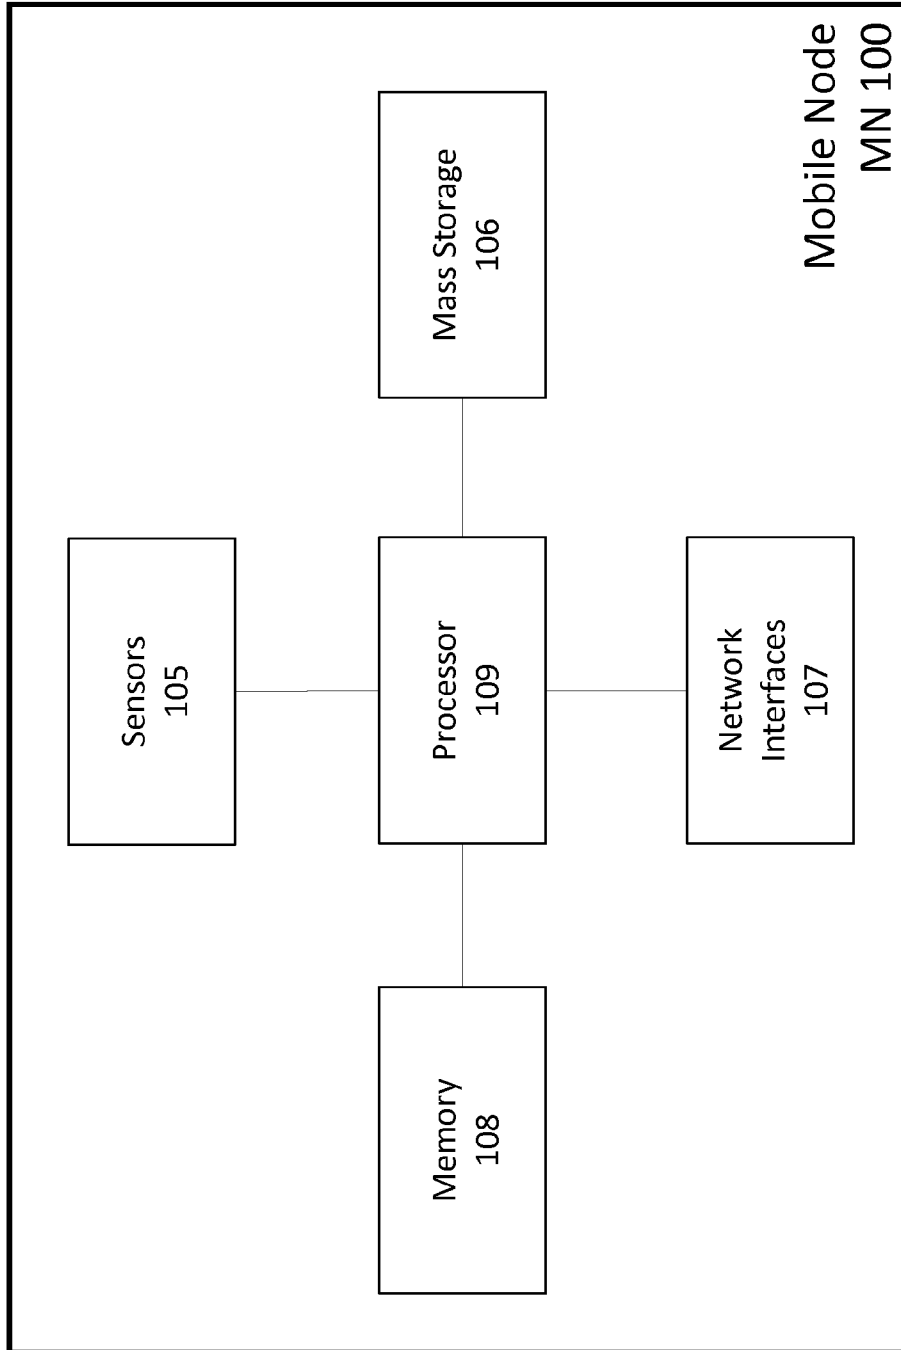 Sensors
105
Memory
108
Processor
109
Mass Storage
106
Network
Interfaces
107
Mobile Node
MN 100